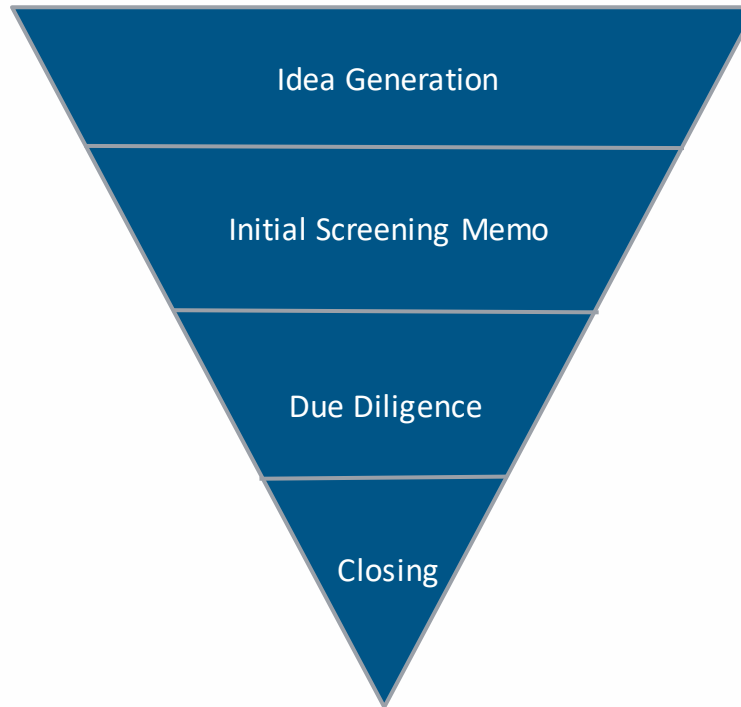 Idea Generation
Initial Screening Memo
Due Diligence
Closing